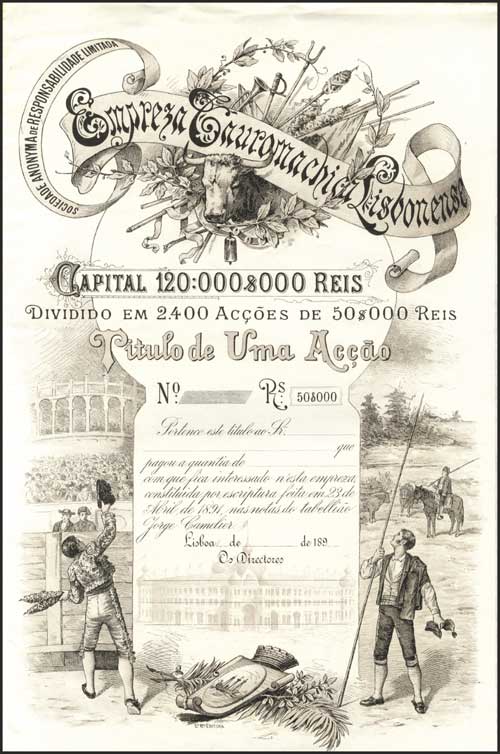 SOCIEDADE ANONYMA DE RESPONSABILIDADE LIMITADA
Empreza Tauromachica Lisbonense
CAPITAL 120:000$000 REIS
DIVIDIDO EM 2400 ACÇÕES DE 50$000 REIS
Titulo de Uma Acção
Nº Rs. 50$000
Pertence este titulo ao Sr.
que
pagou a quantia de
com que fica interessado n'esta empreza,
constituida por escriptura feita em 23 de
Abril de 1891, nas notas do tabellião
Jorge Camelier
Lisboa de de 189
Os Directores